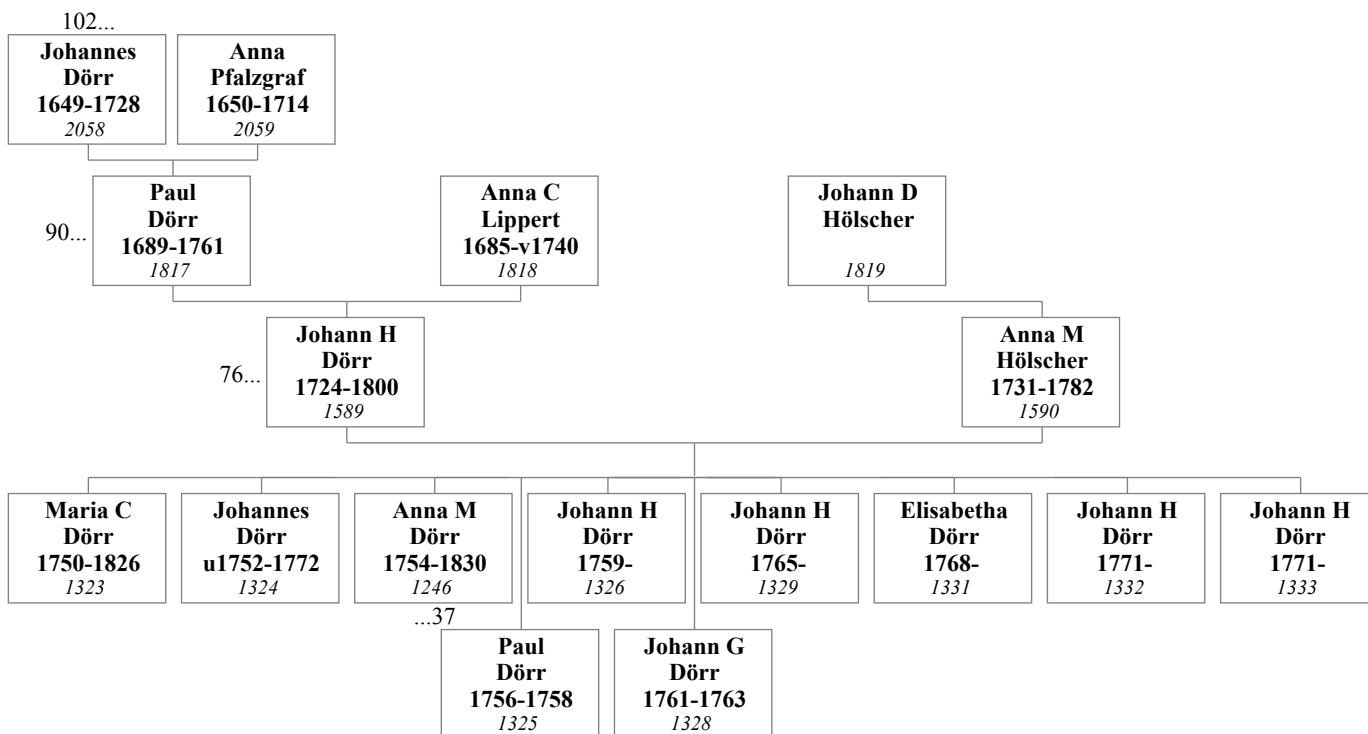 102...
Johannes
Dörr
1649-1728
2058
Anna
Pfalzgraf
1650-1714
2059
90...
Paul
Dörr
1689-1761
1817
Anna C
Lippert
1685-v1740
1818
Johann D
Hölscher
1819
76...
Johann H
Dörr
1724-1800
1589
Anna M
Hölscher
1731-1782
1590
Maria C
Dörr
1750-1826
1323
Johannes
Dörr
u1752-1772
1324
Anna M
Dörr
1754-1830
1246
...37
Johann H
Dörr
1759-
1326
Johann H
Dörr
1765-
1329
Elisabetha
Dörr
1768-
1331
Johann H
Dörr
1771-
1332
Johann H
Dörr
1771-
1333
Paul
Dörr
1756-1758
1325
Johann G
Dörr
1761-1763
1328